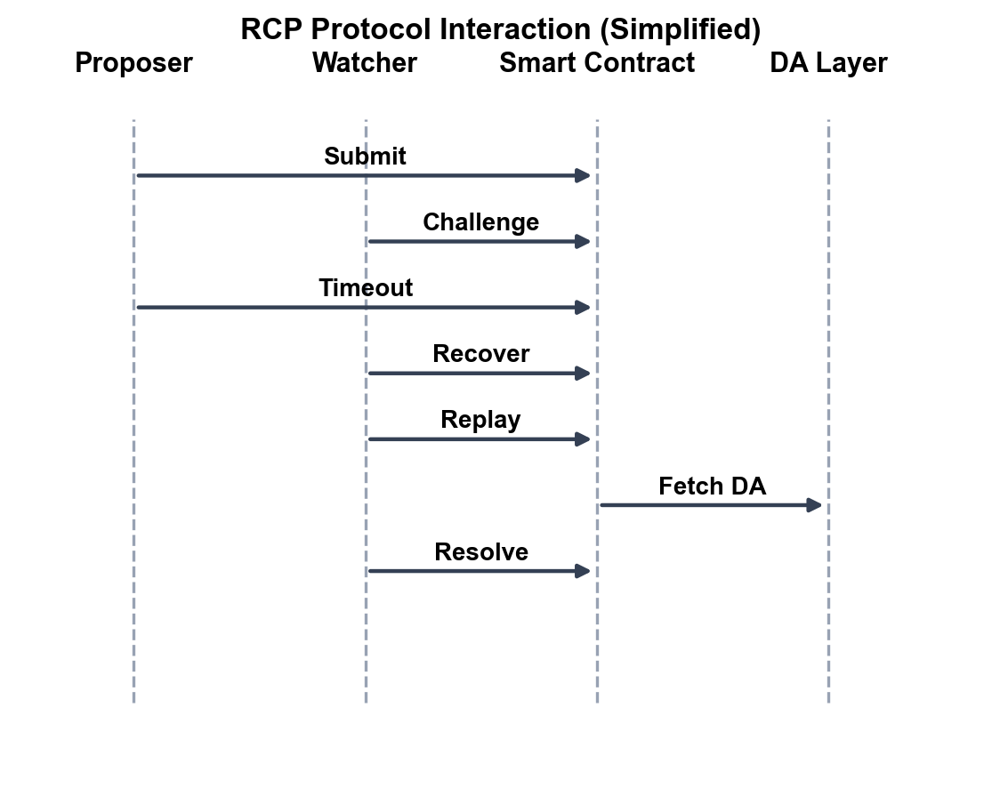 RCP Protocol Interaction (Simplified)
Proposer Watcher Smart Contract DA Layer
Submit
Challenge
Timeout
Recover
Replay
Fetch DA
Resolve